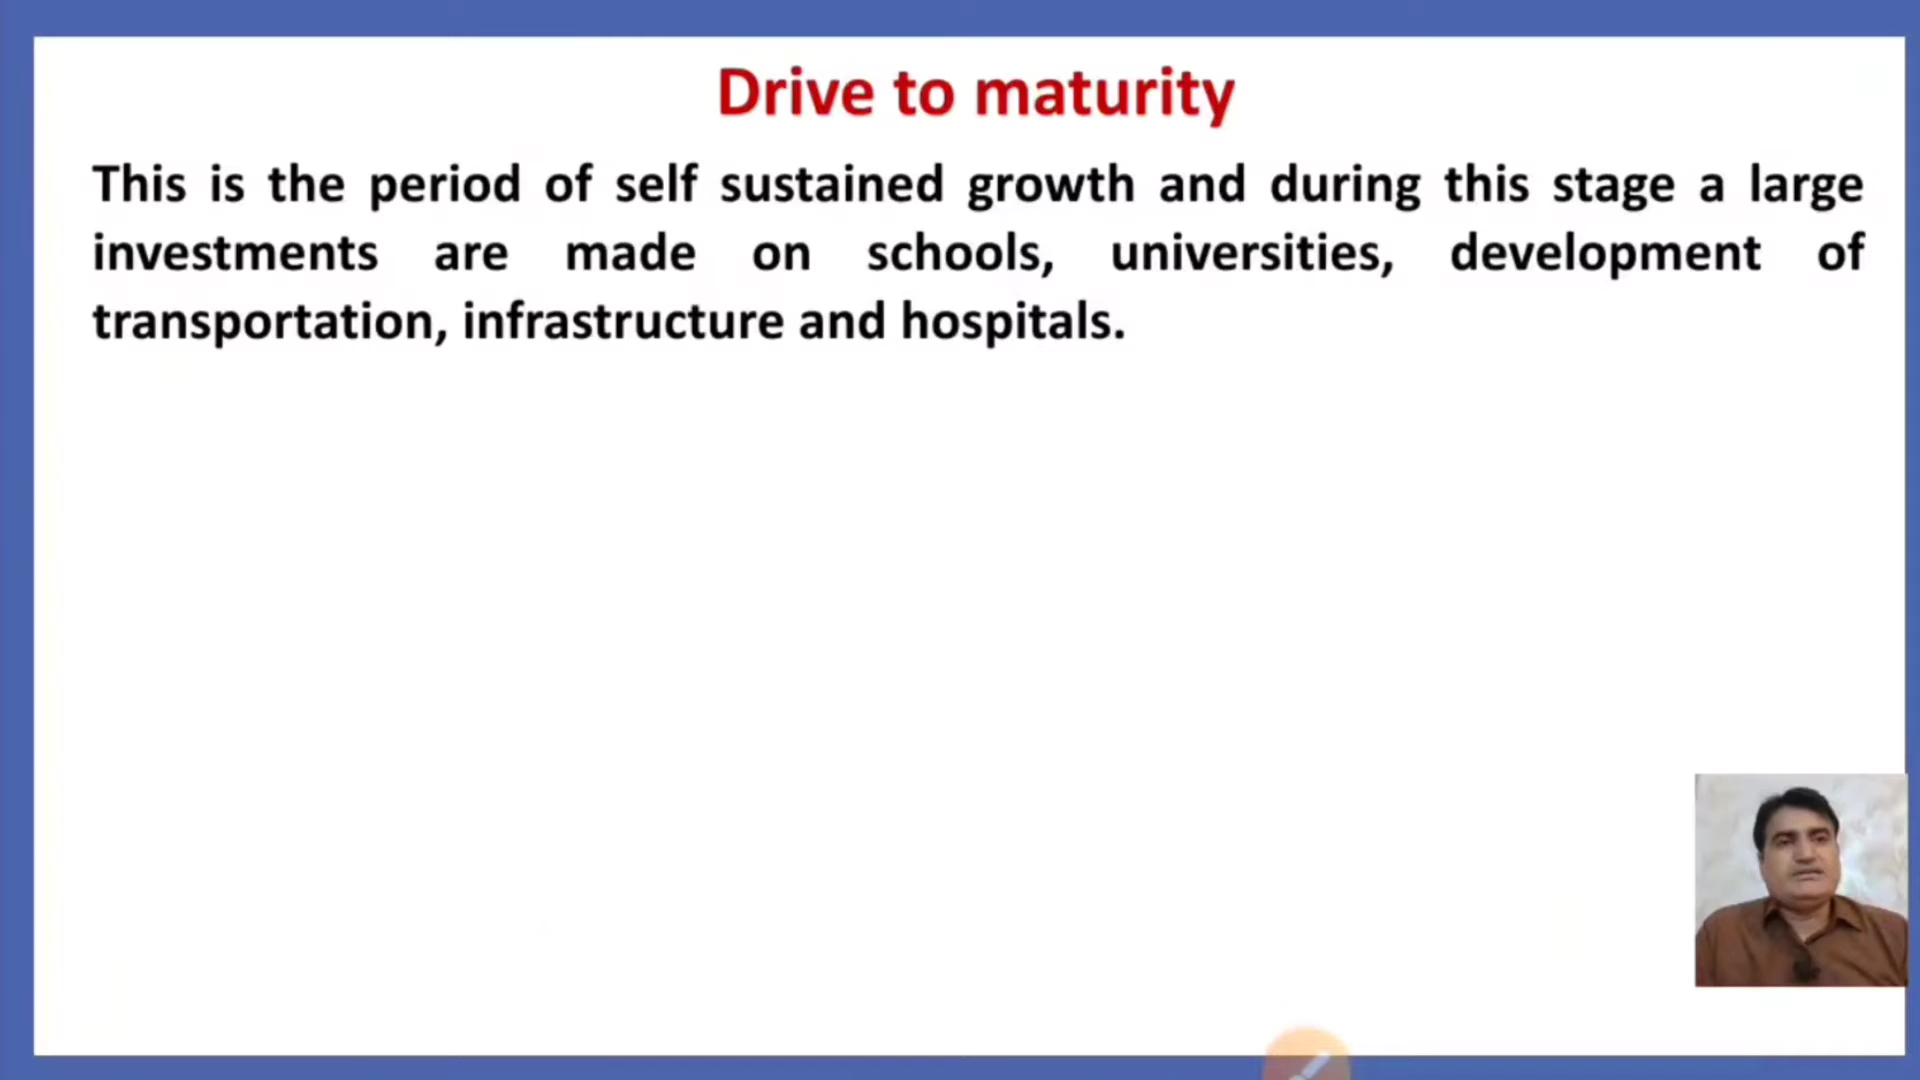 Drive to maturity
This is the period of self sustained growth and during this stage a large
investments are made on schools, universities, development of
transportation, infrastructure and hospitals.